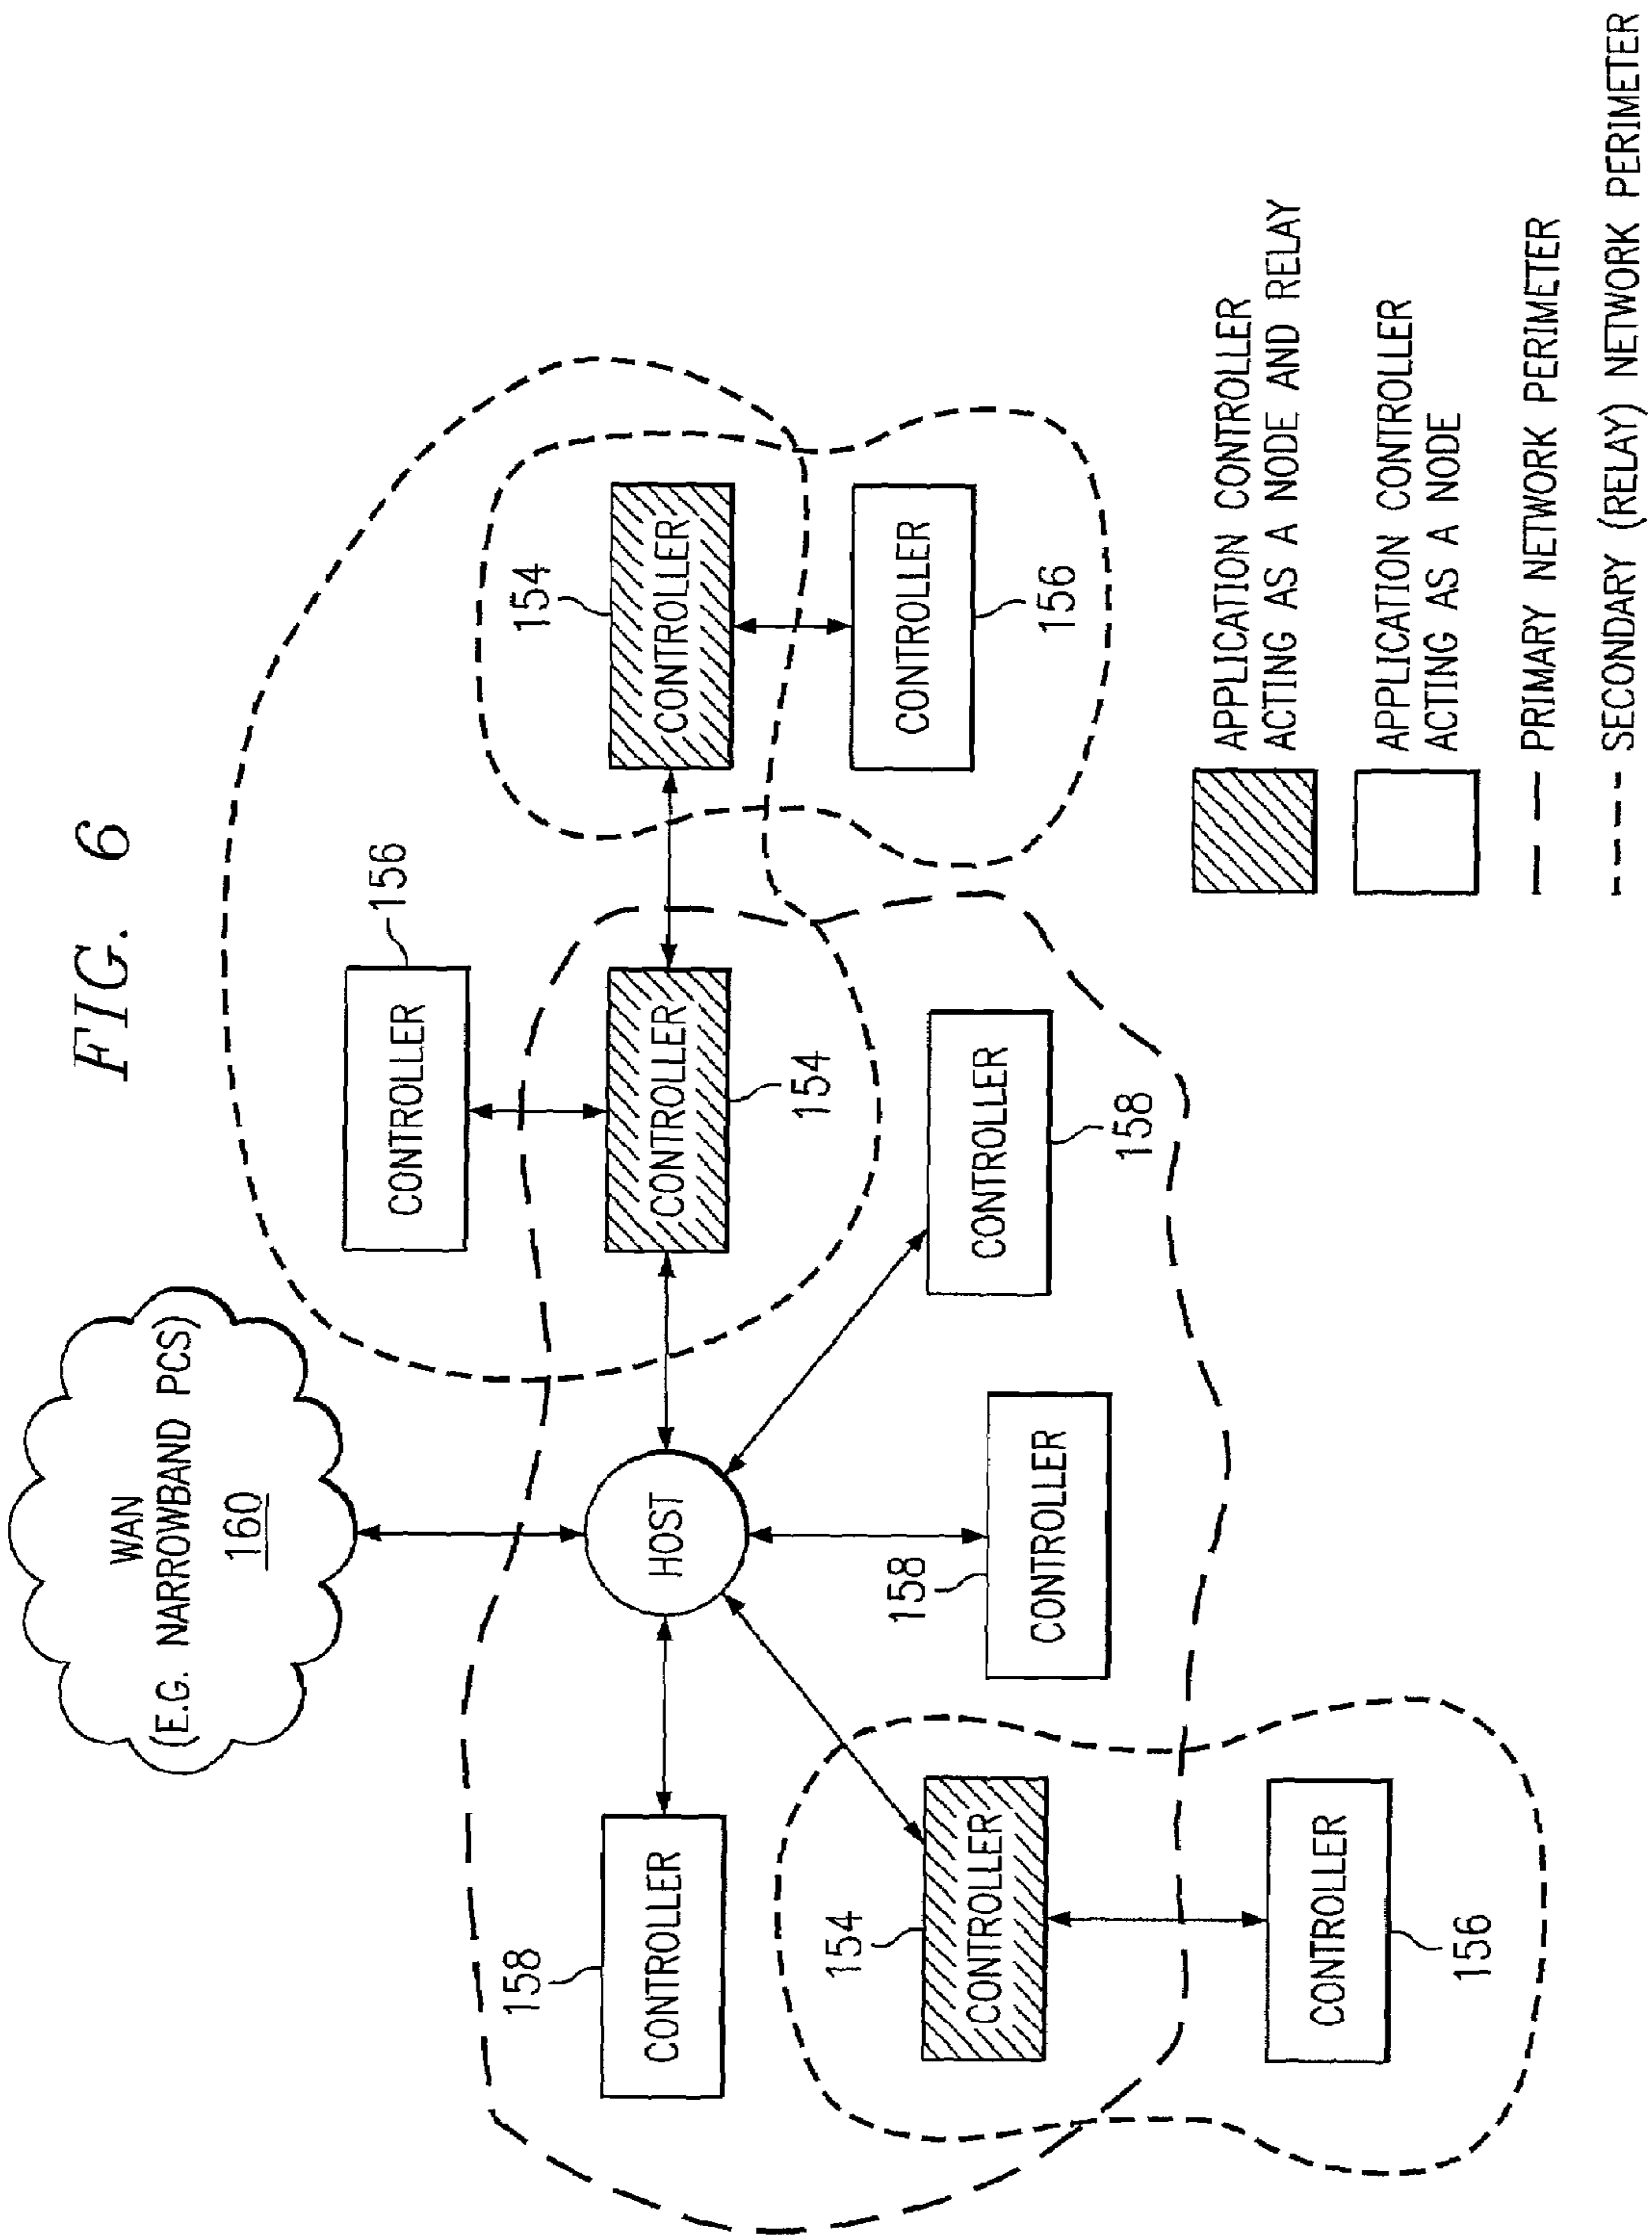 FIG. 6
WAN
(E.G. NARROWBAND PCS)
160
156
CONTROLLER
158
CONTROLLER
HOST
CONTROLLER
154
154
CONTROLLER
154
CONTROLLER
158
CONTROLLER
CONTROLLER
158
CONTROLLER
156
CONTROLLER
156
APPLICATION CONTROLLER
ACTING AS A NODE AND RELAY
APPLICATION CONTROLLER
ACTING AS A NODE
PRIMARY NETWORK PERIMETER
SECONDARY (RELAY) NETWORK PERIMETER